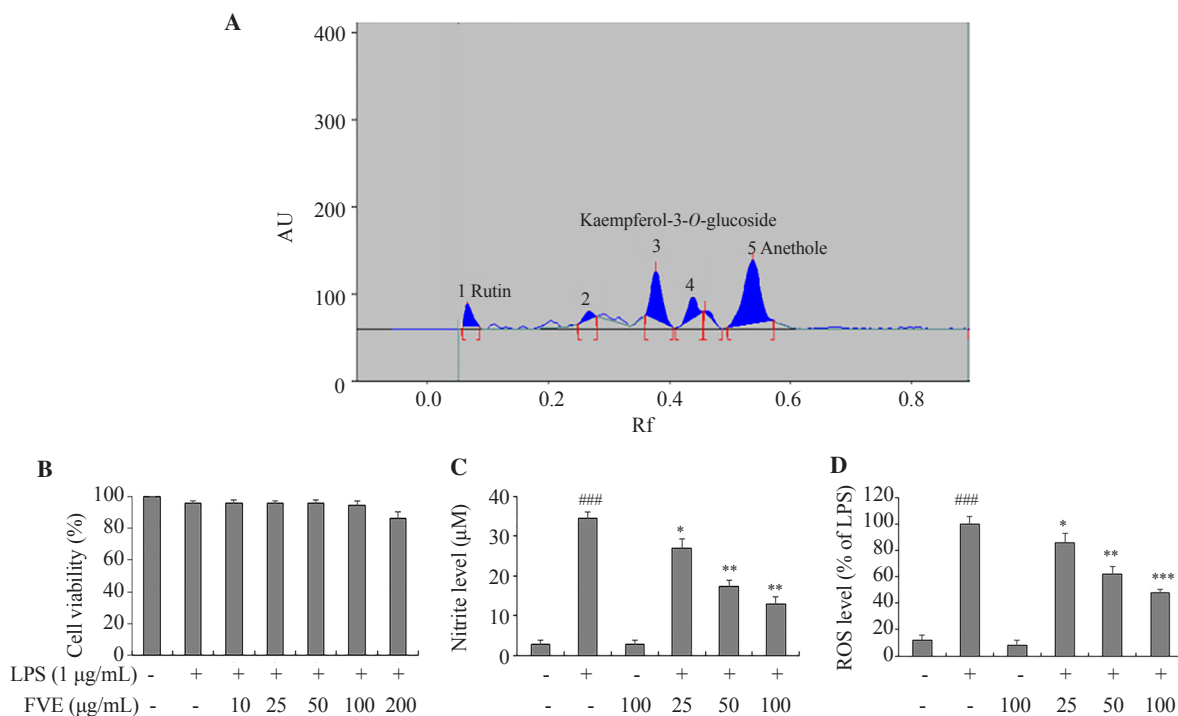 A
400
300
200
100
0
AU
Kaempferol-3-O-glucoside
1 Rutin
2
3
4
5 Anethole
0.0 0.2 0.4 0.6 0.8
Rf
B
Cell viability (%)
100
80
60
40
20
0
LPS (1 μg/mL) - + + + + + +
FVE (μg/mL) - - 10 25 50 100 200
C
Nitrite level (μM)
40
30
20
10
0
###
*
**
**
- + - + + +
- - 100 25 50 100
D
ROS level (% of LPS)
120
100
80
60
40
20
0
###
*
**
***
- + - + + +
- - 100 25 50 100